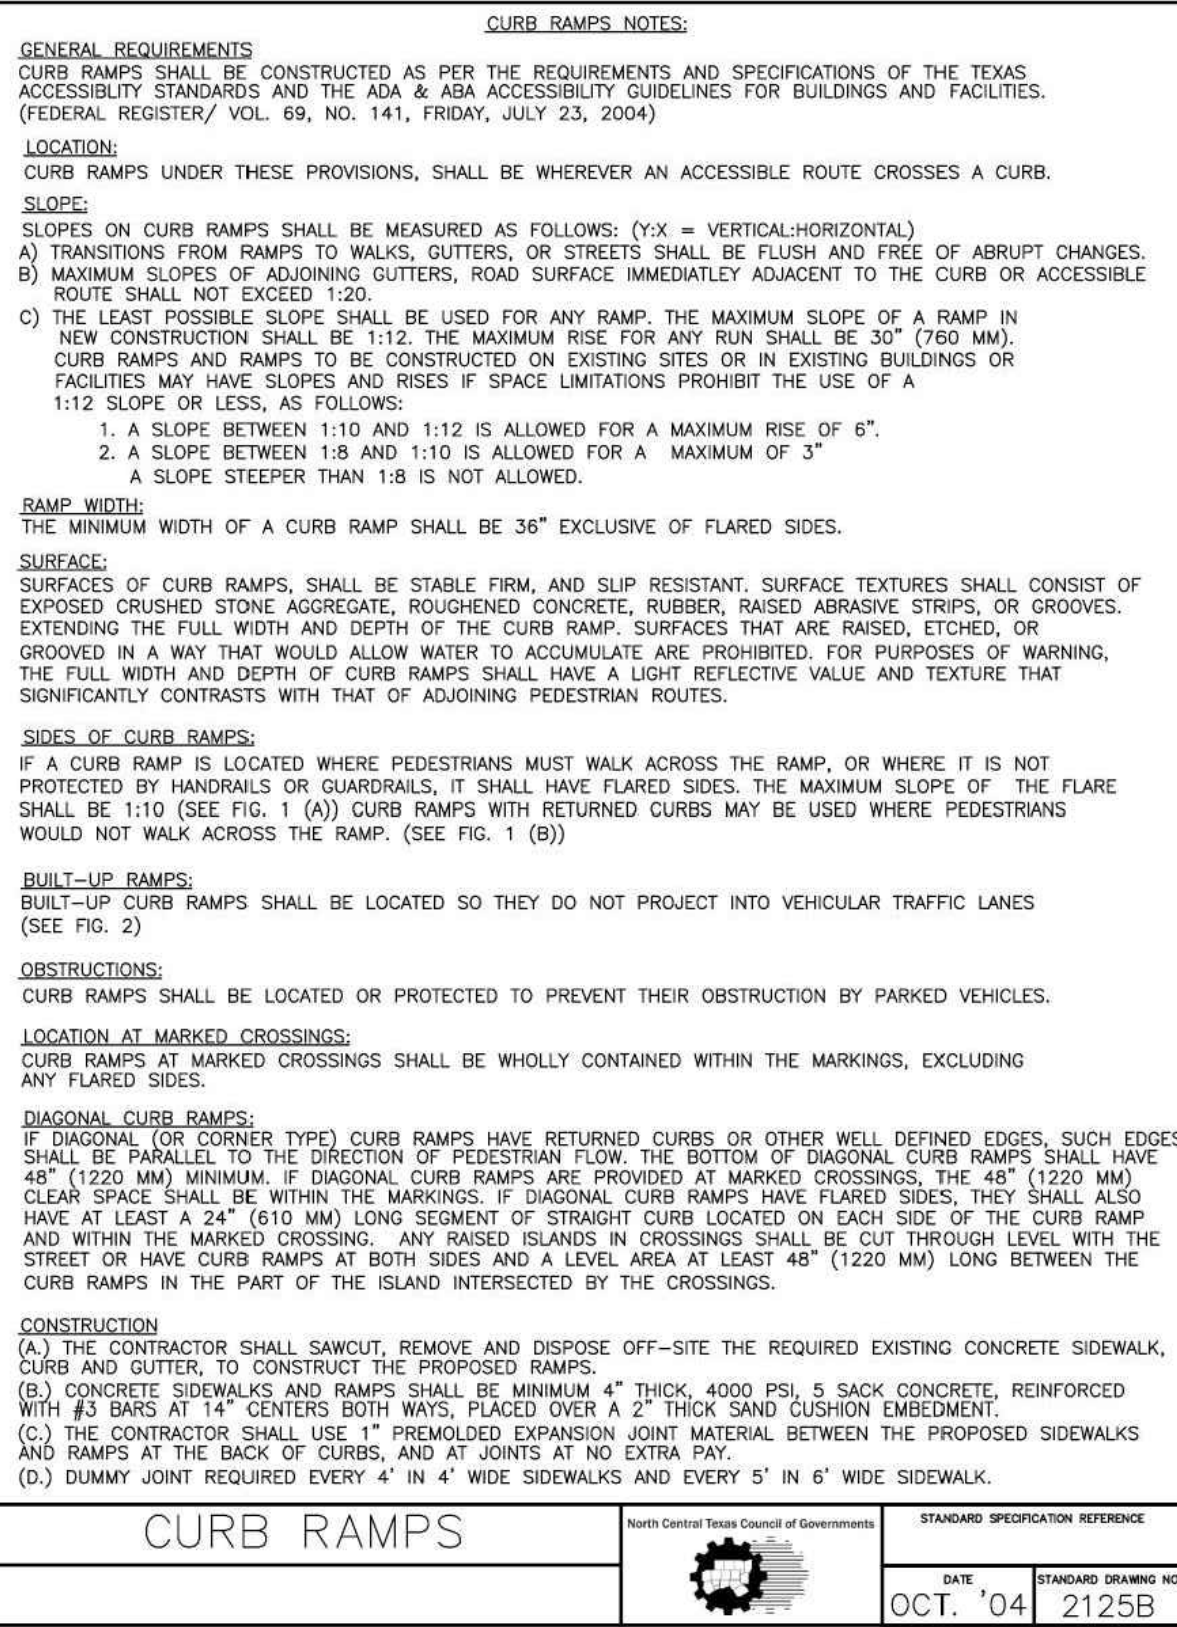 CURB RAMPS NOTES:
GENERAL REQUIREMENTS
CURB RAMPS SHALL BE CONSTRUCTED AS PER THE REQUIREMENTS AND SPECIFICATIONS OF THE TEXAS
ACCESSIBLITY STANDARDS AND THE ADA & ABA ACCESSIBILITY GUIDELINES FOR BUILDINGS AND FACILITIES.
(FEDERAL REGISTER/ VOL. 69, NO. 141, FRIDAY, JULY 23, 2004)
LOCATION:
CURB RAMPS UNDER THESE PROVISIONS, SHALL BE WHEREVER AN ACCESSIBLE ROUTE CROSSES A CURB.
SLOPE:
SLOPES ON CURB RAMPS SHALL BE MEASURED AS FOLLOWS: (Y:X = VERTICAL:HORIZONTAL)
A) TRANSITIONS FROM RAMPS TO WALKS, GUTTERS, OR STREETS SHALL BE FLUSH AND FREE OF ABRUPT CHANGES.
B) MAXIMUM SLOPES OF ADJOINING GUTTERS, ROAD SURFACE IMMEDIATLEY ADJACENT TO THE CURB OR ACCESSIBLE
ROUTE SHALL NOT EXCEED 1:20.
C) THE LEAST POSSIBLE SLOPE SHALL BE USED FOR ANY RAMP. THE MAXIMUM SLOPE OF A RAMP IN
NEW CONSTRUCTION SHALL BE 1:12. THE MAXIMUM RISE FOR ANY RUN SHALL BE 30" (760 MM).
CURB RAMPS AND RAMPS TO BE CONSTRUCTED ON EXISTING SITES OR IN EXISTING BUILDINGS OR
FACILITIES MAY HAVE SLOPES AND RISES IF SPACE LIMITATIONS PROHIBIT THE USE OF A
1:12 SLOPE OR LESS, AS FOLLOWS:
1. A SLOPE BETWEEN 1:10 AND 1:12 IS ALLOWED FOR A MAXIMUM RISE OF 6".
2. A SLOPE BETWEEN 1:8 AND 1:10 IS ALLOWED FOR A MAXIMUM OF 3"
A SLOPE STEEPER THAN 1:8 IS NOT ALLOWED.
RAMP WIDTH:
THE MINIMUM WIDTH OF A CURB RAMP SHALL BE 36" EXCLUSIVE OF FLARED SIDES.
SURFACE:
SURFACES OF CURB RAMPS, SHALL BE STABLE FIRM, AND SLIP RESISTANT. SURFACE TEXTURES SHALL CONSIST OF
EXPOSED CRUSHED STONE AGGREGATE, ROUGHENED CONCRETE, RUBBER, RAISED ABRASIVE STRIPS, OR GROOVES.
EXTENDING THE FULL WIDTH AND DEPTH OF THE CURB RAMP. SURFACES THAT ARE RAISED, ETCHED, OR
GROOVED IN A WAY THAT WOULD ALLOW WATER TO ACCUMULATE ARE PROHIBITED. FOR PURPOSES OF WARNING,
THE FULL WIDTH AND DEPTH OF CURB RAMPS SHALL HAVE A LIGHT REFLECTIVE VALUE AND TEXTURE THAT
SIGNIFICANTLY CONTRASTS WITH THAT OF ADJOINING PEDESTRIAN ROUTES.
SIDES OF CURB RAMPS:
IF A CURB RAMP IS LOCATED WHERE PEDESTRIANS MUST WALK ACROSS THE RAMP, OR WHERE IT IS NOT
PROTECTED BY HANDRAILS OR GUARDRAILS, IT SHALL HAVE FLARED SIDES. THE MAXIMUM SLOPE OF THE FLARE
SHALL BE 1:10 (SEE FIG. 1 (A)) CURB RAMPS WITH RETURNED CURBS MAY BE USED WHERE PEDESTRIANS
WOULD NOT WALK ACROSS THE RAMP. (SEE FIG. 1 (B))
BUILT-UP RAMPS:
BUILT-UP CURB RAMPS SHALL BE LOCATED SO THEY DO NOT PROJECT INTO VEHICULAR TRAFFIC LANES
(SEE FIG. 2)
OBSTRUCTIONS:
CURB RAMPS SHALL BE LOCATED OR PROTECTED TO PREVENT THEIR OBSTRUCTION BY PARKED VEHICLES.
LOCATION AT MARKED CROSSINGS:
CURB RAMPS AT MARKED CROSSINGS SHALL BE WHOLLY CONTAINED WITHIN THE MARKINGS, EXCLUDING
ANY FLARED SIDES.
DIAGONAL CURB RAMPS:
IF DIAGONAL (OR CORNER TYPE) CURB RAMPS HAVE RETURNED CURBS OR OTHER WELL DEFINED EDGES, SUCH EDGES
SHALL BE PARALLEL TO THE DIRECTION OF PEDESTRIAN FLOW. THE BOTTOM OF DIAGONAL CURB RAMPS SHALL HAVE
48" (1220 MM) MINIMUM. IF DIAGONAL CURB RAMPS ARE PROVIDED AT MARKED CROSSINGS, THE 48" (1220 MM)
CLEAR SPACE SHALL BE WITHIN THE MARKINGS. IF DIAGONAL CURB RAMPS HAVE FLARED SIDES, THEY SHALL ALSO
HAVE AT LEAST A 24" (610 MM) LONG SEGMENT OF STRAIGHT CURB LOCATED ON EACH SIDE OF THE CURB RAMP
AND WITHIN THE MARKED CROSSING. ANY RAISED ISLANDS IN CROSSINGS SHALL BE CUT THROUGH LEVEL WITH THE
STREET OR HAVE CURB RAMPS AT BOTH SIDES AND A LEVEL AREA AT LEAST 48" (1220 MM) LONG BETWEEN THE
CURB RAMPS IN THE PART OF THE ISLAND INTERSECTED BY THE CROSSINGS.
CONSTRUCTION
(A.) THE CONTRACTOR SHALL SAWCUT, REMOVE AND DISPOSE OFF-SITE THE REQUIRED EXISTING CONCRETE SIDEWALK,
CURB AND GUTTER, TO CONSTRUCT THE PROPOSED RAMPS.
(B.) CONCRETE SIDEWALKS AND RAMPS SHALL BE MINIMUM 4" THICK, 4000 PSI, 5 SACK CONCRETE, REINFORCED
WITH #3 BARS AT 14" CENTERS BOTH WAYS, PLACED OVER A 2" THICK SAND CUSHION EMBEDMENT.
(C.) THE CONTRACTOR SHALL USE 1" PREMOLDED EXPANSION JOINT MATERIAL BETWEEN THE PROPOSED SIDEWALKS
AND RAMPS AT THE BACK OF CURBS, AND AT JOINTS AT NO EXTRA PAY.
(D.) DUMMY JOINT REQUIRED EVERY 4' IN 4' WIDE SIDEWALKS AND EVERY 5' IN 6' WIDE SIDEWALK.
CURB RAMPS
North Central Texas Council of Governments
STANDARD SPECIFICATION REFERENCE
DATE
OCT. '04
STANDARD DRAWING NO
2125B